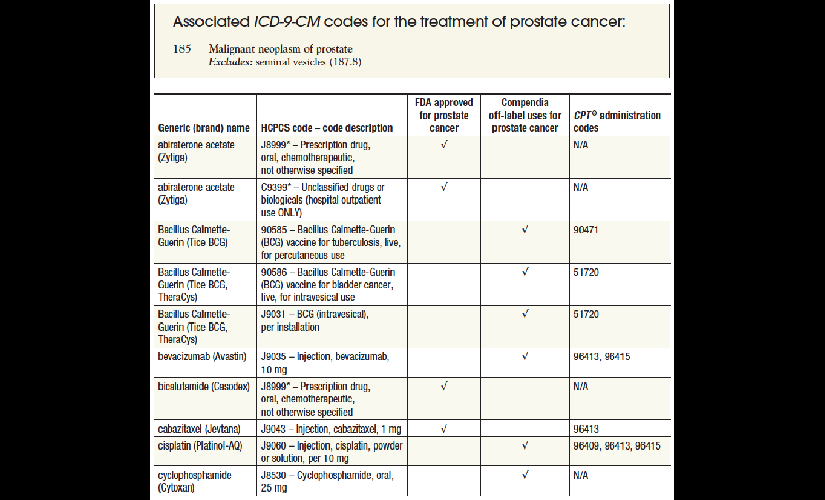 Associated ICD-9-CM codes for the treatment of prostate cancer:
185 Malignant neoplasm of prostate
Excludes: seminal vesicles (187.8)
Generic (brand) name HCPCS code – code description FDA approved for prostate cancer Compendia off-label uses for prostate cancer CPT® administration codes
abiraterone acetate (Zytiga) J8999* – Prescription drug, oral, chemotherapeutic, not otherwise specified √ N/A
abiraterone acetate (Zytiga) C9399* – Unclassified drugs or biologicals (hospital outpatient use ONLY) √ N/A
Bacillus Calmette-Guerin (Tice BCG) 90585 – Bacillus Calmette-Guerin (BCG) vaccine for tuberculosis, live, for percutaneous use √ 90471
Bacillus Calmette-Guerin (Tice BCG, TheraCys) 90586 – Bacillus Calmette-Guerin (BCG) vaccine for bladder cancer, live, for intravesical use √ 51720
Bacillus Calmette-Guerin (Tice BCG, TheraCys) J9031 – BCG (intravesical), per installation √ 51720
bevacizumab (Avastin) J9035 – Injection, bevacizumab, 10 mg √ 96413, 96415
bicalutamide (Casodex) J8999* – Prescription drug, oral, chemotherapeutic, not otherwise specified √ N/A
cabazitaxel (Jevtana) J9043 – Injection, cabazitaxel, 1 mg √ 96413
cisplatin (Platinol-AQ) J9060 – Injection, cisplatin, powder or solution, per 10 mg √ 96409, 96413, 96415
cyclophosphamide (Cytoxan) J8530 – Cyclophosphamide, oral, 25 mg √ N/A